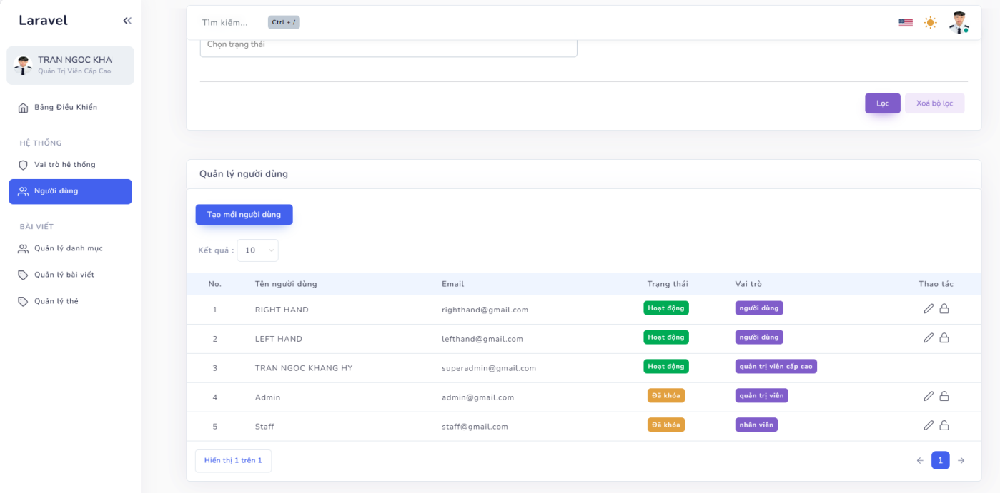 Laravel
TRAN NGOC KHA
Quản Trị Viên Cấp Cao
Bảng Điều Khiển
HỆ THỐNG
Vai trò hệ thống
Người dùng
BÀI VIẾT
Quản lý danh mục
Quản lý bài viết
Quản lý thẻ
Tìm kiếm... Ctrl + /
Chọn trạng thái
Lọc Xoá bộ lọc
Quản lý người dùng
Tạo mới người dùng
Kết quả : 10
No. Tên người dùng Email Trạng thái Vai trò Thao tác
1 RIGHT HAND righthand@gmail.com Hoạt động người dùng
2 LEFT HAND lefthand@gmail.com Hoạt động người dùng
3 TRAN NGOC KHANG HY superadmin@gmail.com Hoạt động quản trị viên cấp cao
4 Admin admin@gmail.com Đã khóa quản trị viên
5 Staff staff@gmail.com Đã khóa nhân viên
Hiển thị 1 trên 1 1